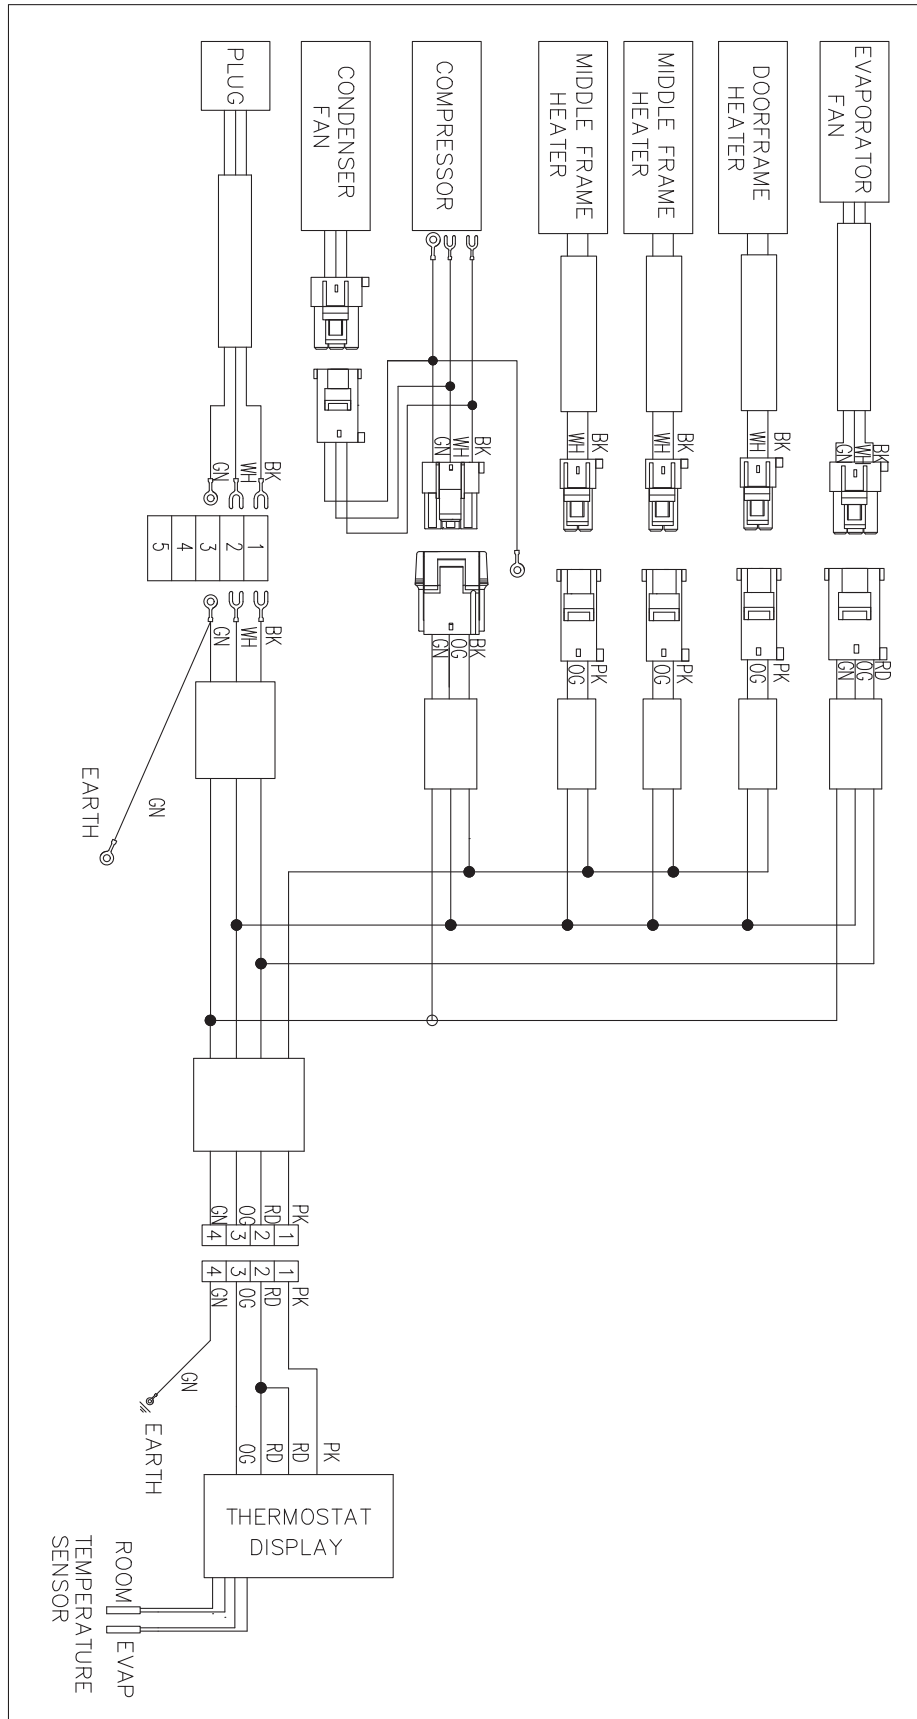 PLUG
CONDENSER
FAN
COMPRESSOR
MIDDLE FRAME
HEATER
MIDDLE FRAME
HEATER
DOORFRAME
HEATER
EVAPORATOR
FAN
GN
WH
BK
GN
WH
BK
WH
BK
WH
BK
WH
BK
GN
WH
BK
5
4
3
2
1
GN
WH
BK
GN
OG
BK
OG
PK
OG
PK
OG
PK
GN
OG
RD
EARTH
GN
GN
OG
RD
PK
4
3
2
1
4
3
2
1
GN
OG
RD
PK
GN
EARTH
OG
RD
RD
PK
THERMOSTAT
DISPLAY
ROOM
EVAP
TEMPERATURE
SENSOR